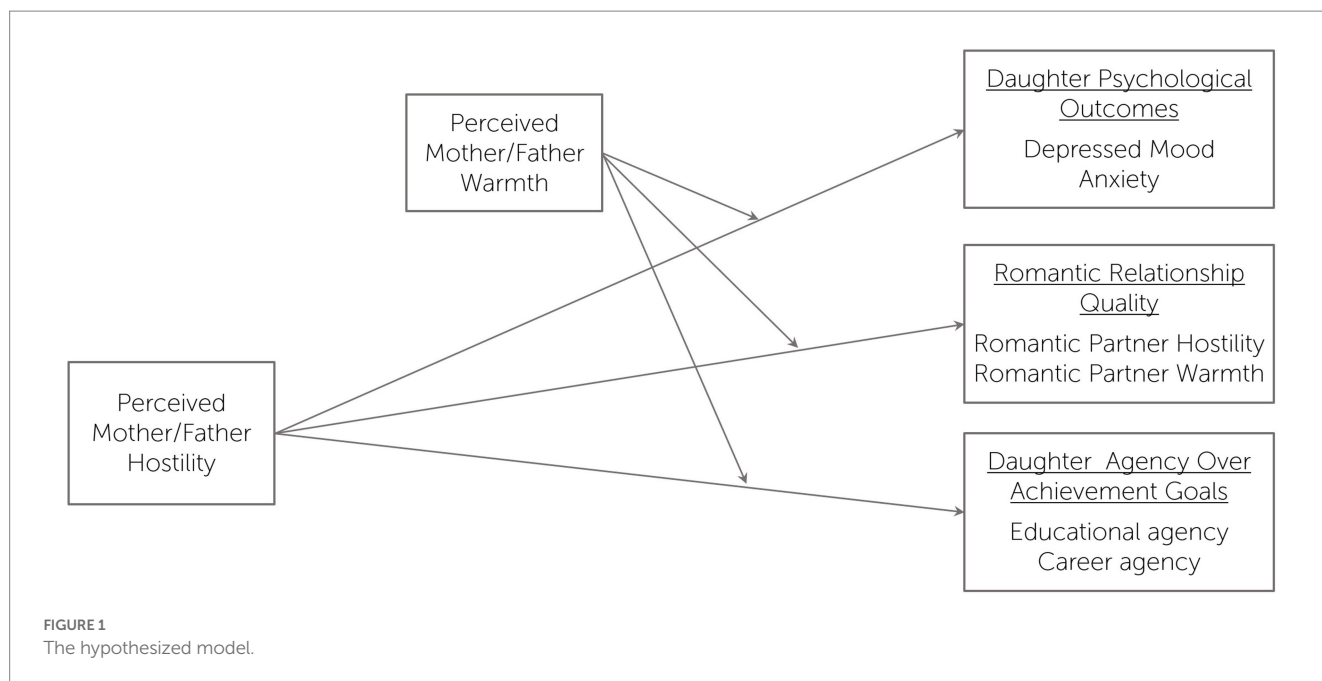 Perceived
Mother/Father
Warmth
Perceived
Mother/Father
Hostility
Daughter Psychological
Outcomes
Depressed Mood
Anxiety
Romantic Relationship
Quality
Romantic Partner Hostility
Romantic Partner Warmth
Daughter Agency Over
Achievement Goals
Educational agency
Career agency
FIGURE 1
The hypothesized model.